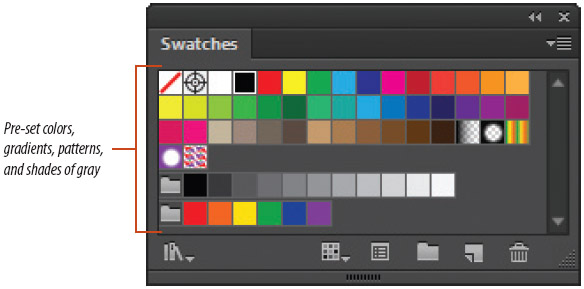 Swatches
Pre-set colors,
gradients, patterns,
and shades of gray